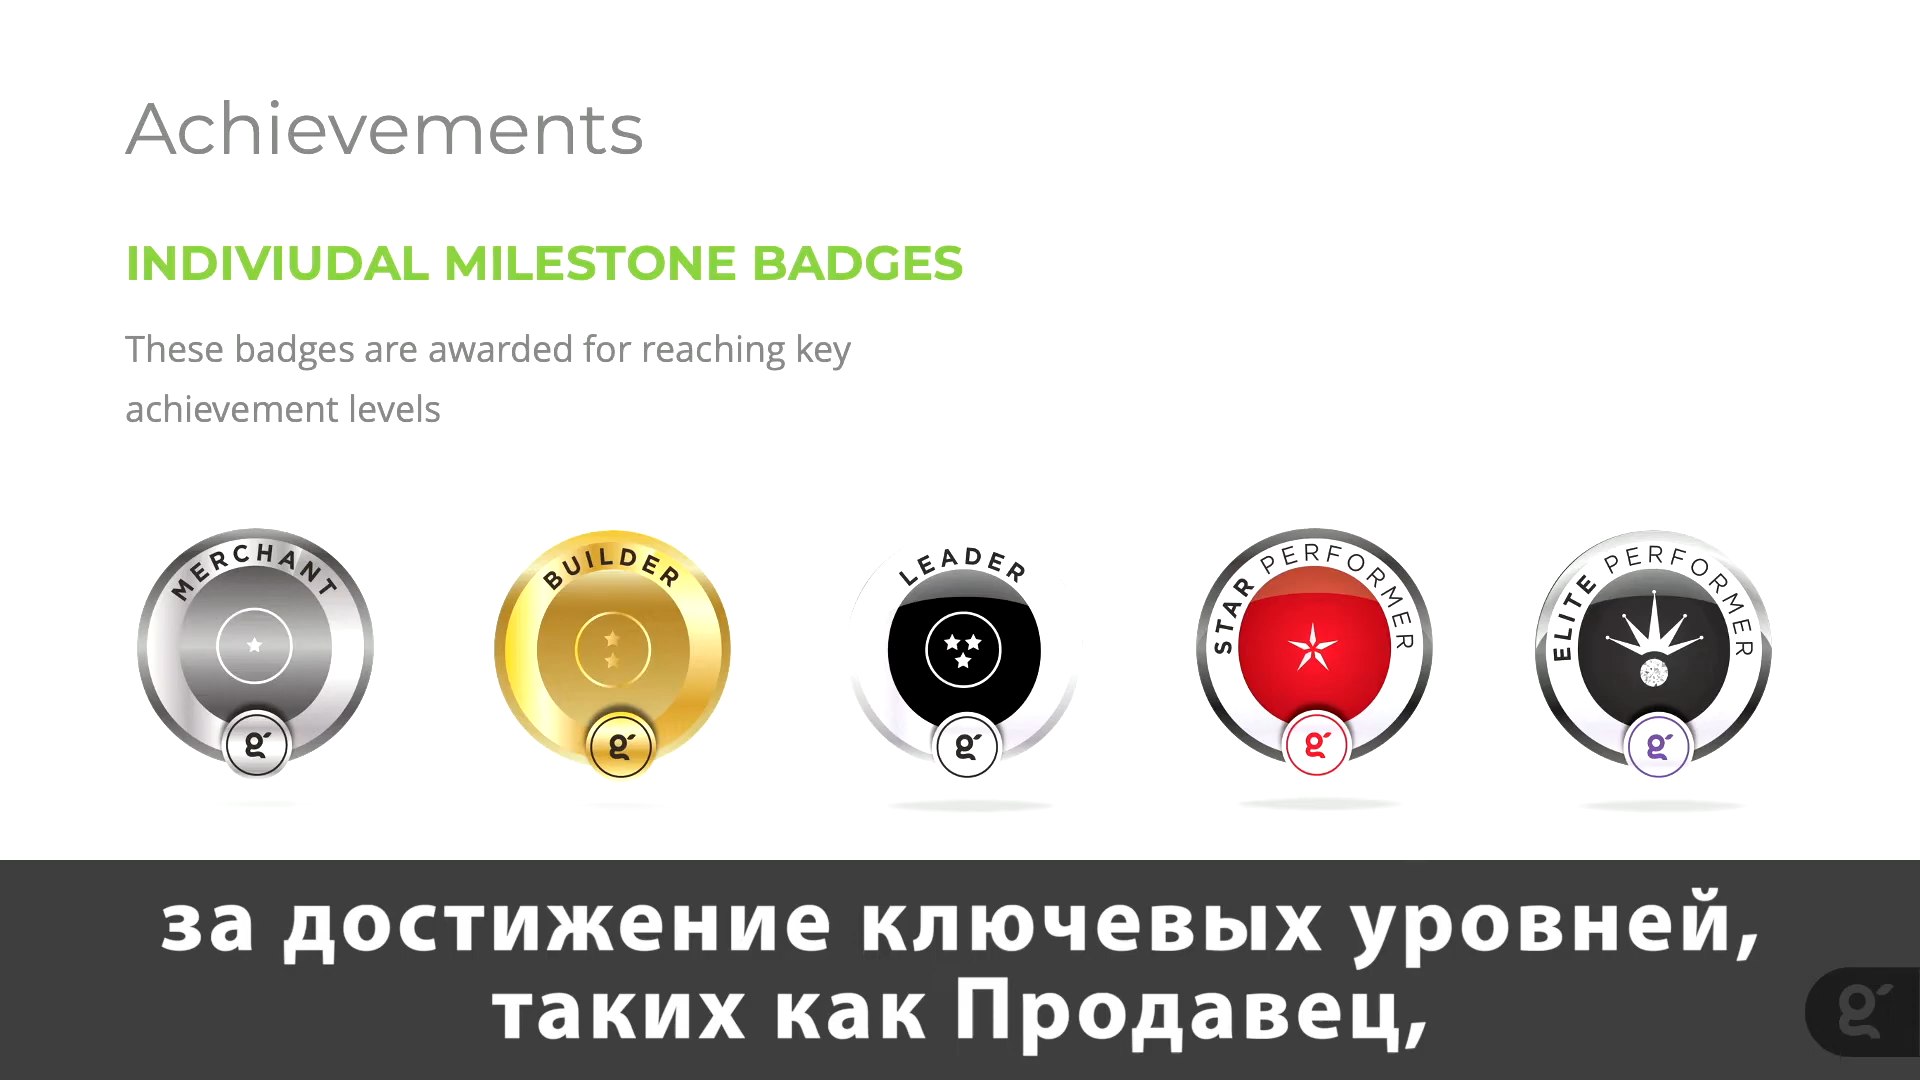 Achievements
INDIVIUDAL MILESTONE BADGES
These badges are awarded for reaching key
achievement levels
MERCHANT
BUILDER
LEADER
STAR PERFORMER
ELITE PERFORMER
g
g
g
g
g
за достижение ключевых уровней,
таких как Продавец,
g